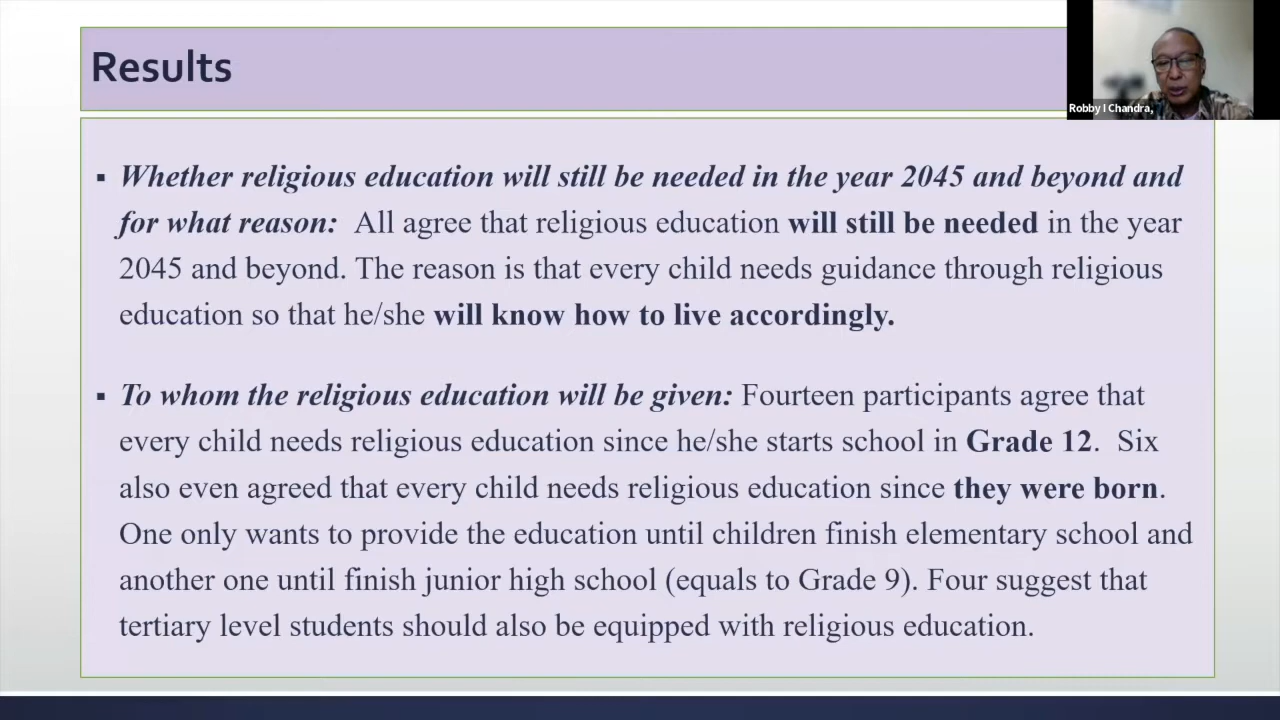 Results
Robby I Chandra,
▪ Whether religious education will still be needed in the year 2045 and beyond and
for what reason: All agree that religious education will still be needed in the year
2045 and beyond. The reason is that every child needs guidance through religious
education so that he/she will know how to live accordingly.
▪ To whom the religious education will be given: Fourteen participants agree that
every child needs religious education since he/she starts school in Grade 12. Six
also even agreed that every child needs religious education since they were born.
One only wants to provide the education until children finish elementary school and
another one until finish junior high school (equals to Grade 9). Four suggest that
tertiary level students should also be equipped with religious education.